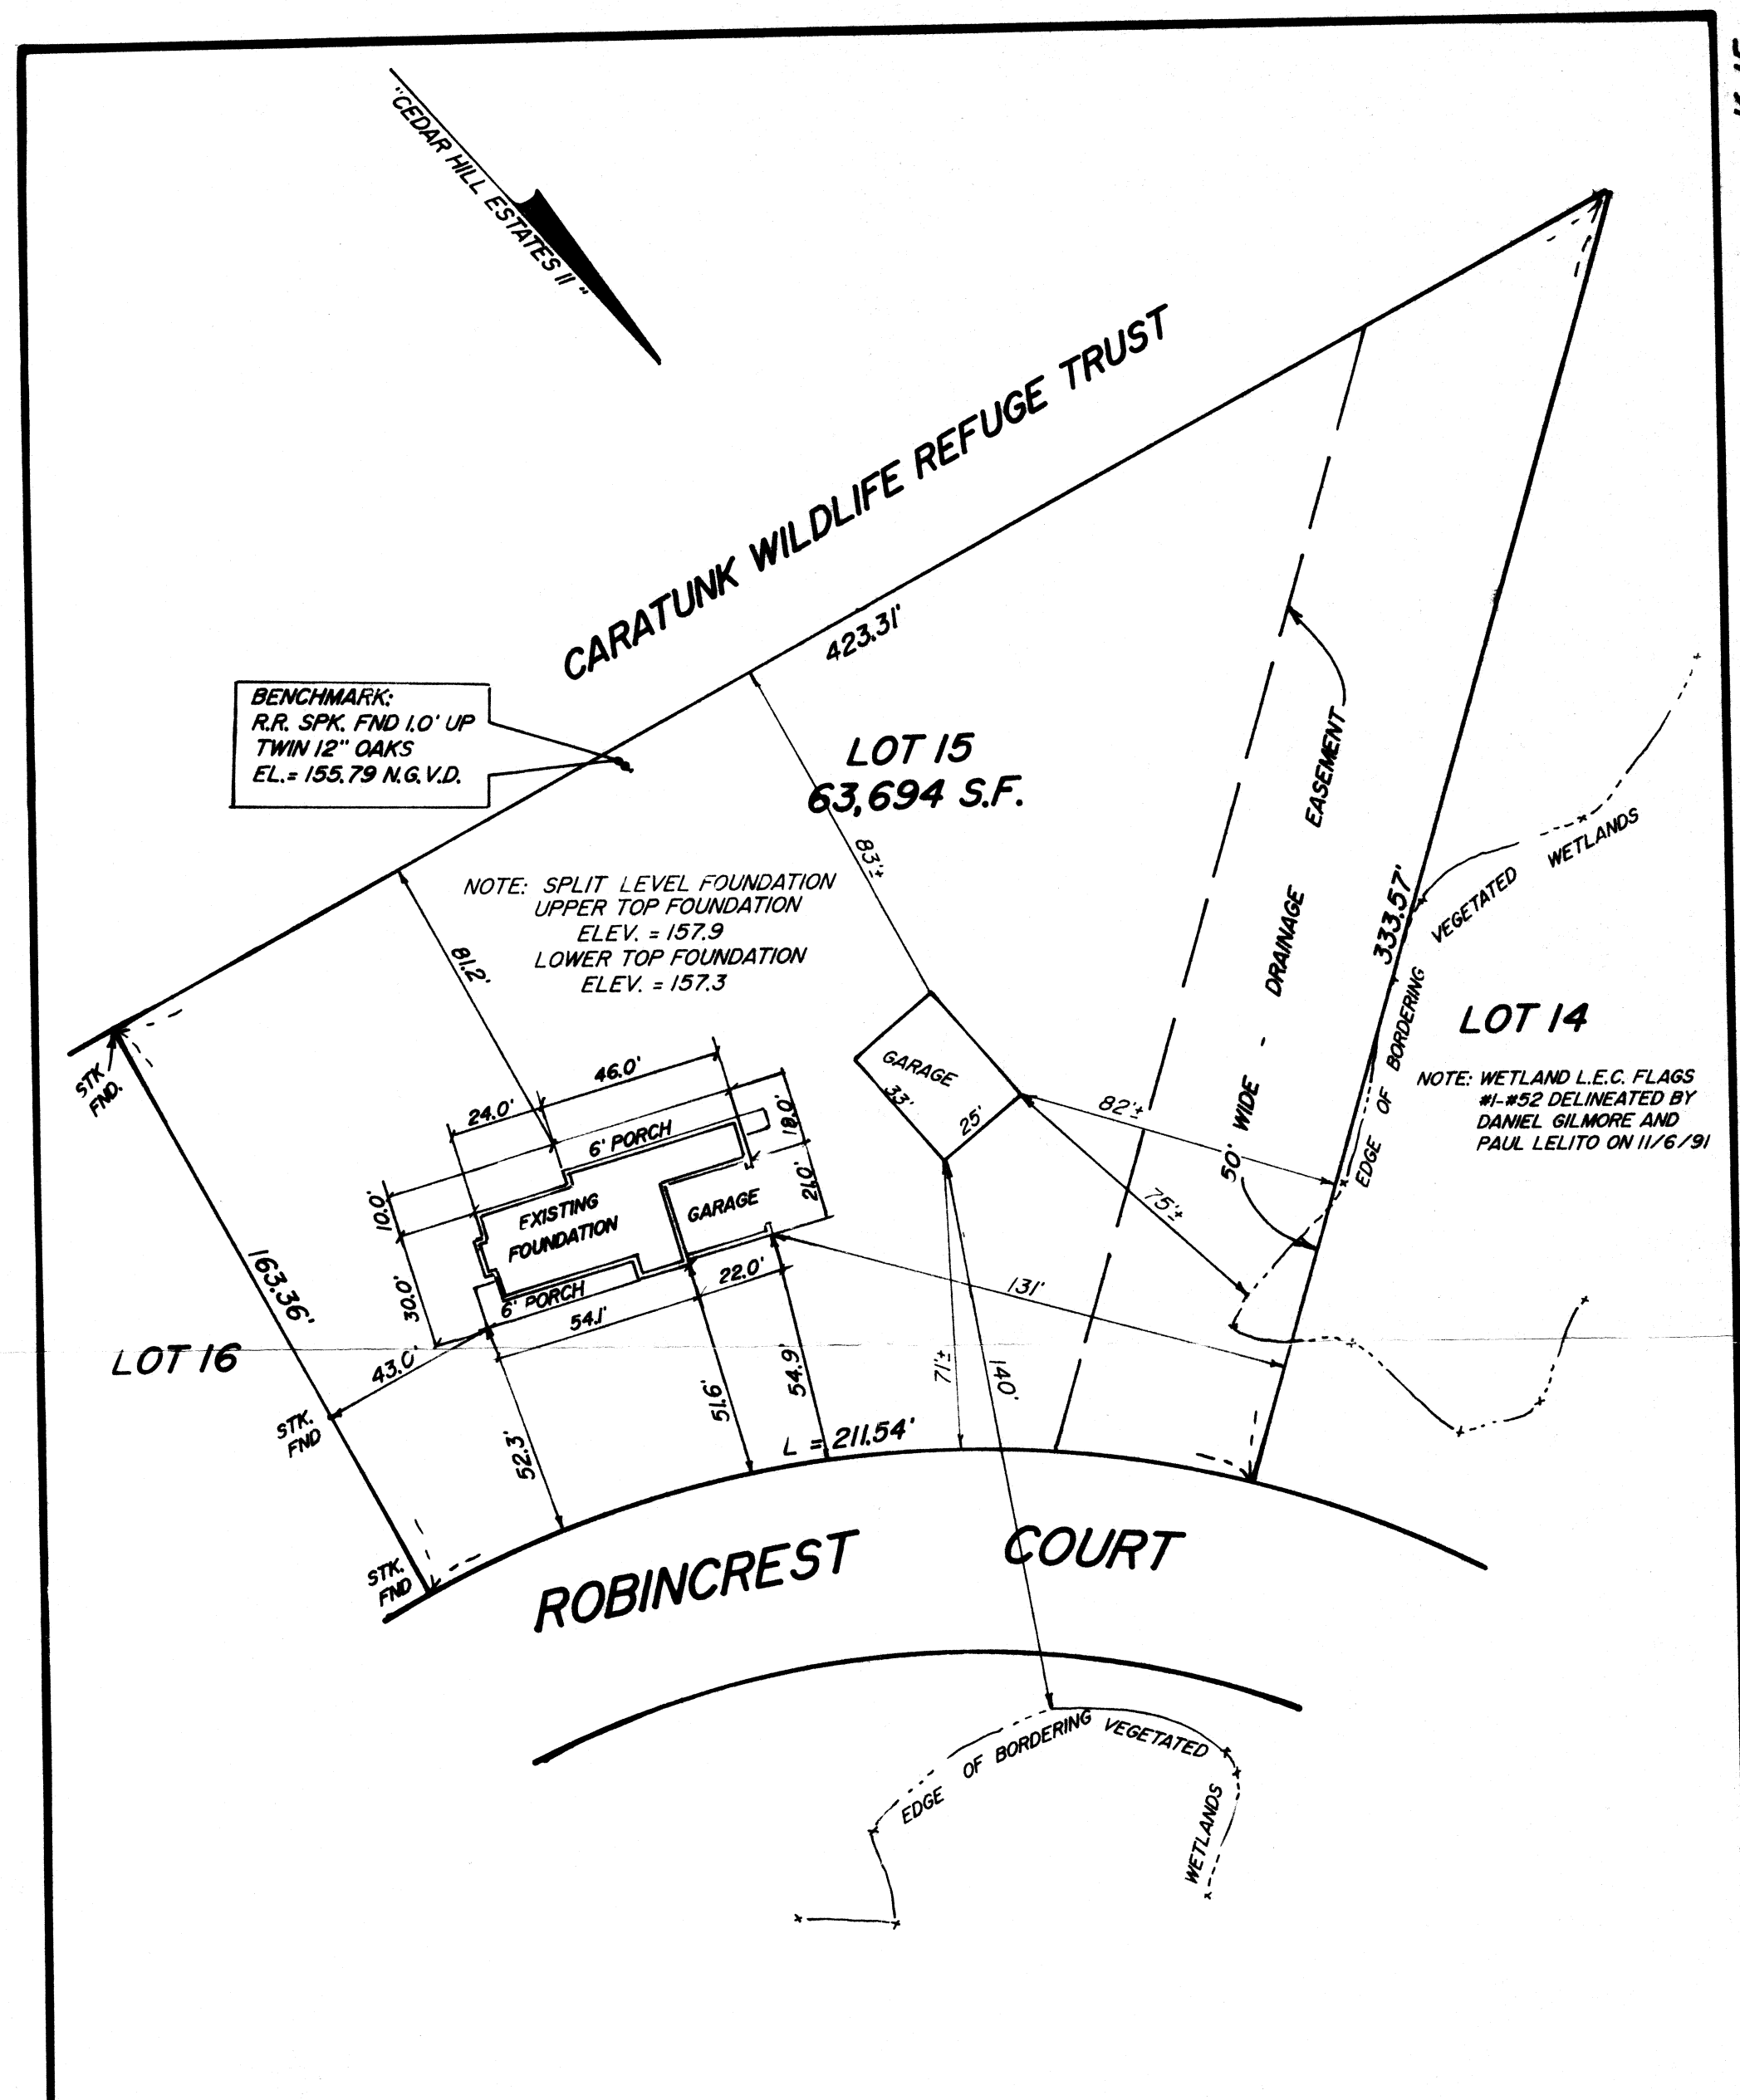 "CEDAR HILL ESTATES II"
CARATUNK WILDLIFE REFUGE TRUST
423.31'
BENCHMARK:
R.R. SPK. FND 1.0' UP
TWIN 12" OAKS
EL.= 155.79 N.G.V.D.
LOT 15
63,694 S.F.
83'±
NOTE: SPLIT LEVEL FOUNDATION
UPPER TOP FOUNDATION
ELEV. = 157.9
LOWER TOP FOUNDATION
ELEV. = 157.3
81.2'
50' WIDE - DRAINAGE EASEMENT
333.57'
EDGE OF BORDERING VEGETATED WETLANDS
LOT 14
NOTE: WETLAND L.E.C. FLAGS
#1-#52 DELINEATED BY
DANIEL GILMORE AND
PAUL LELITO ON 11/6/91
STK
FND.
GARAGE
33'
25'
82'±
75'±
46.0'
24.0'
18.0'
6' PORCH
21.0'
10.0'
EXISTING
FOUNDATION
GARAGE
30.0'
22.0'
6' PORCH
54.1'
131'
163.36'
LOT 16
43.0'
STK.
FND
52.3'
51.6'
54.9'
71'±
140'
L = 211.54'
STK.
FND
ROBINCREST COURT
EDGE OF BORDERING VEGETATED WETLANDS